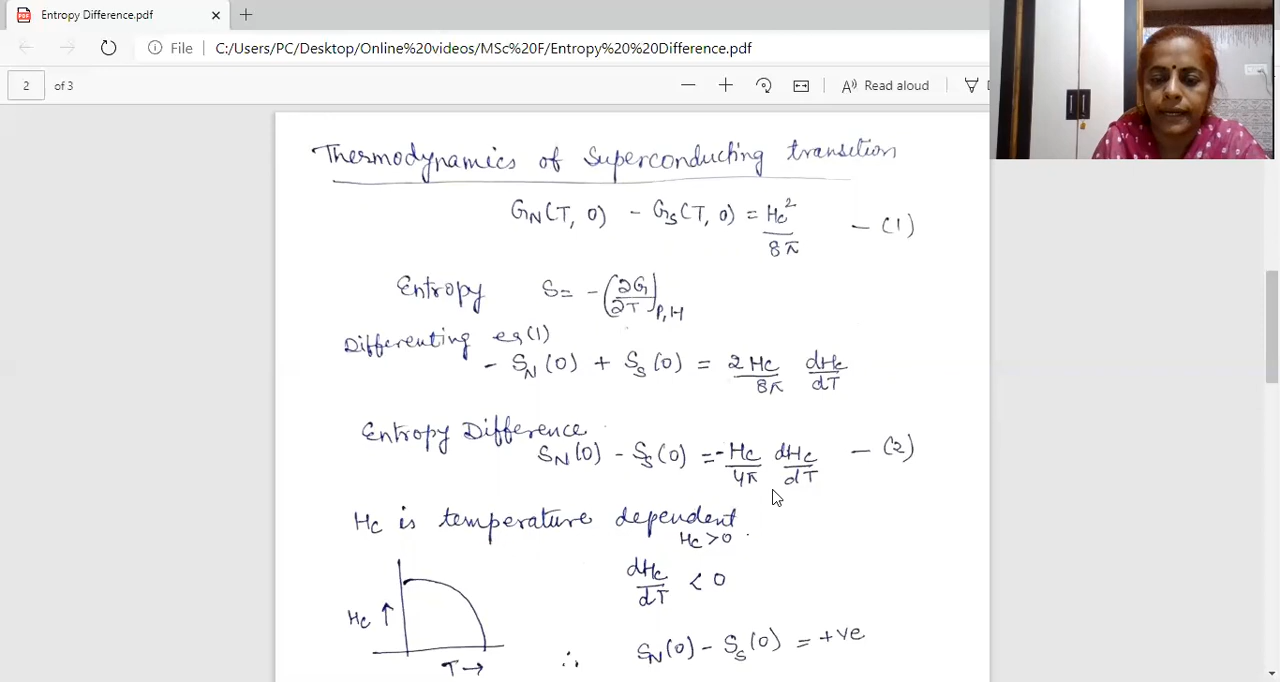 Entropy Difference.pdf
File
C:/Users/PC/Desktop/Online%20videos/MSc%20F/Entropy%20%20Difference.pdf
2 of 3
Read aloud
Thermodynamics of Superconducting transition
G_N(T, 0) - G_S(T, 0) = Hc²/8π - (1)
Entropy S = -(∂G/∂T)_P,H
Differenting eq(1)
- S_N(0) + S_S(0) = 2Hc/8π dHc/dT
Entropy Difference
S_N(0) - S_S(0) = -Hc/4π dHc/dT - (2)
Hc is temperature dependent
Hc > 0
dHc/dT < 0
Hc ↑
T→
∴ S_N(0) - S_S(0) = +ve